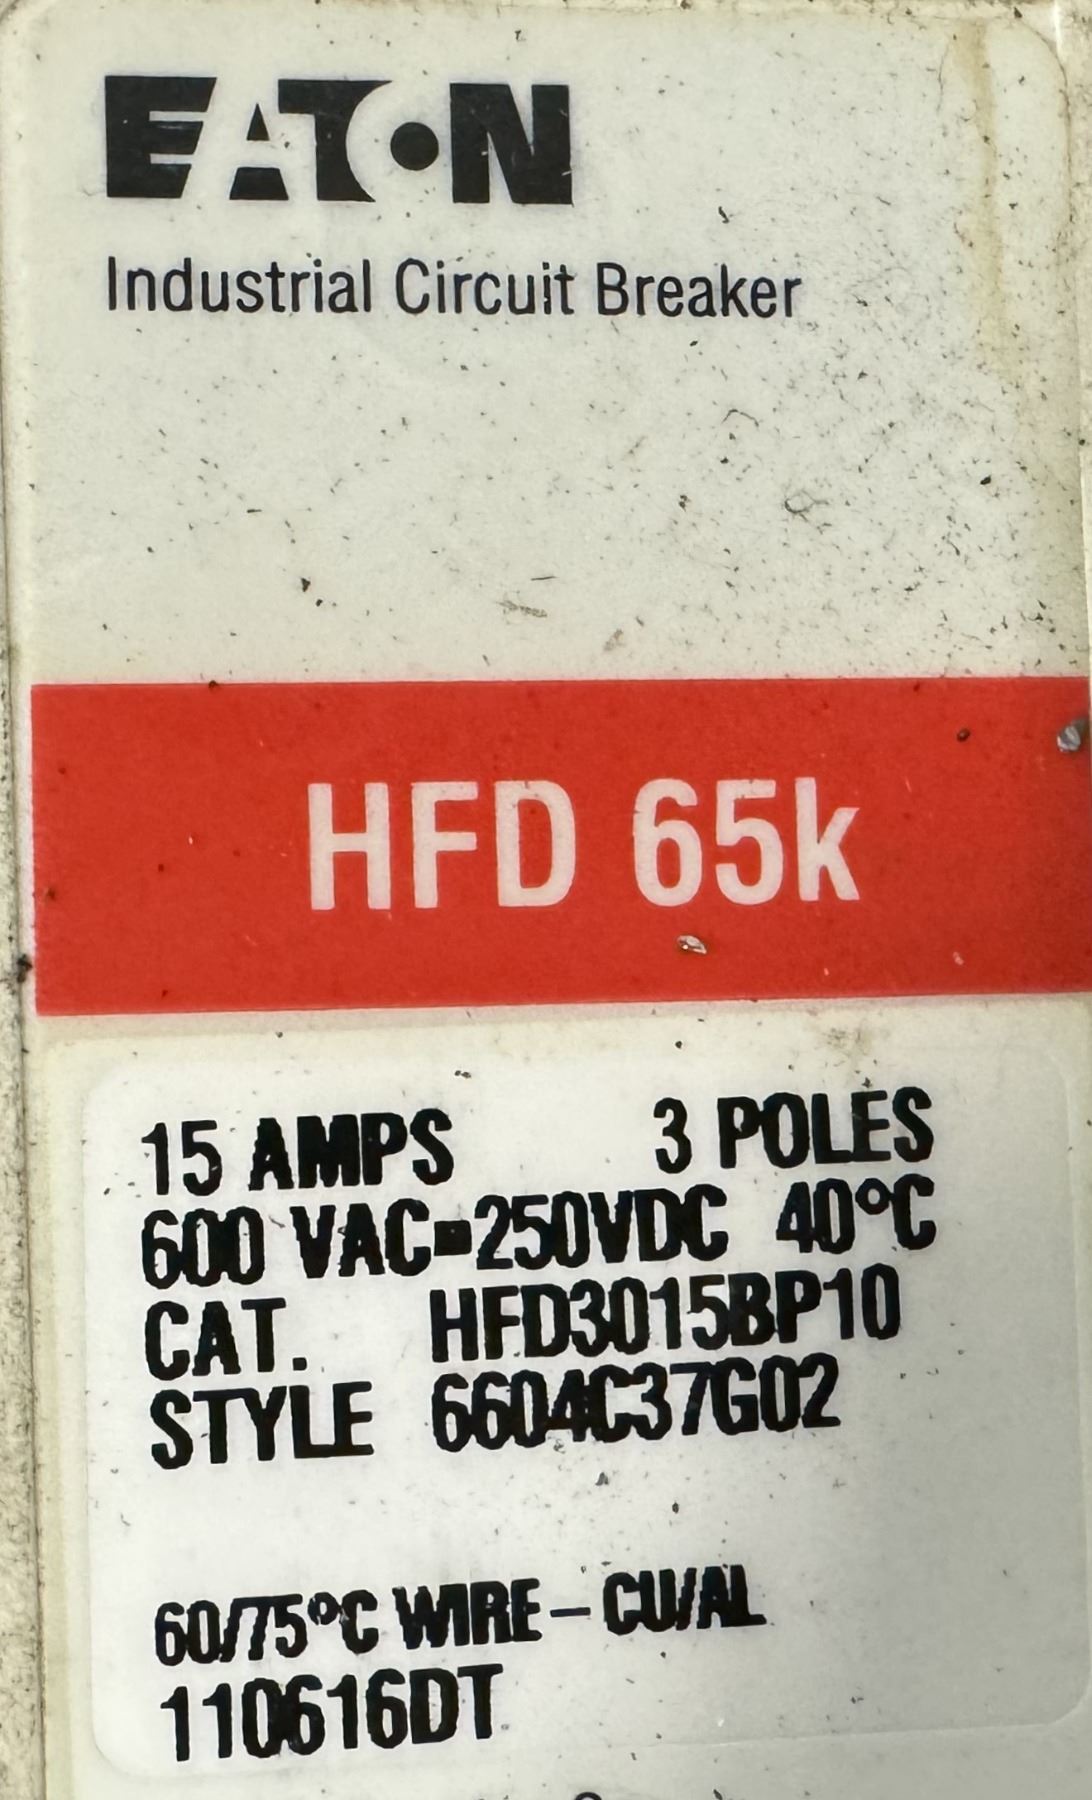 EATON
Industrial Circuit Breaker
HFD 65k
15 AMPS 3 POLES
600 VAC=250VDC 40°C
CAT. HFD3015BP10
STYLE 6604C37G02
60/75°C WIRE – CU/AL
110616DT